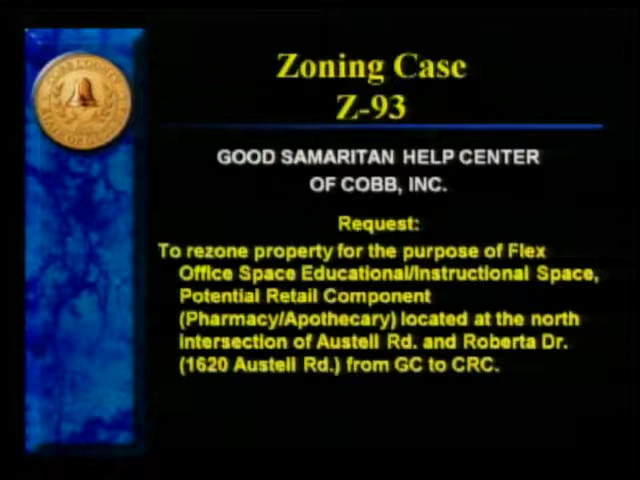 Zoning Case
Z-93
GOOD SAMARITAN HELP CENTER
OF COBB, INC.
Request:
To rezone property for the purpose of Flex
Office Space Educational/Instructional Space,
Potential Retail Component
(Pharmacy/Apothecary) located at the north
intersection of Austell Rd. and Roberta Dr.
(1620 Austell Rd.) from GC to CRC.